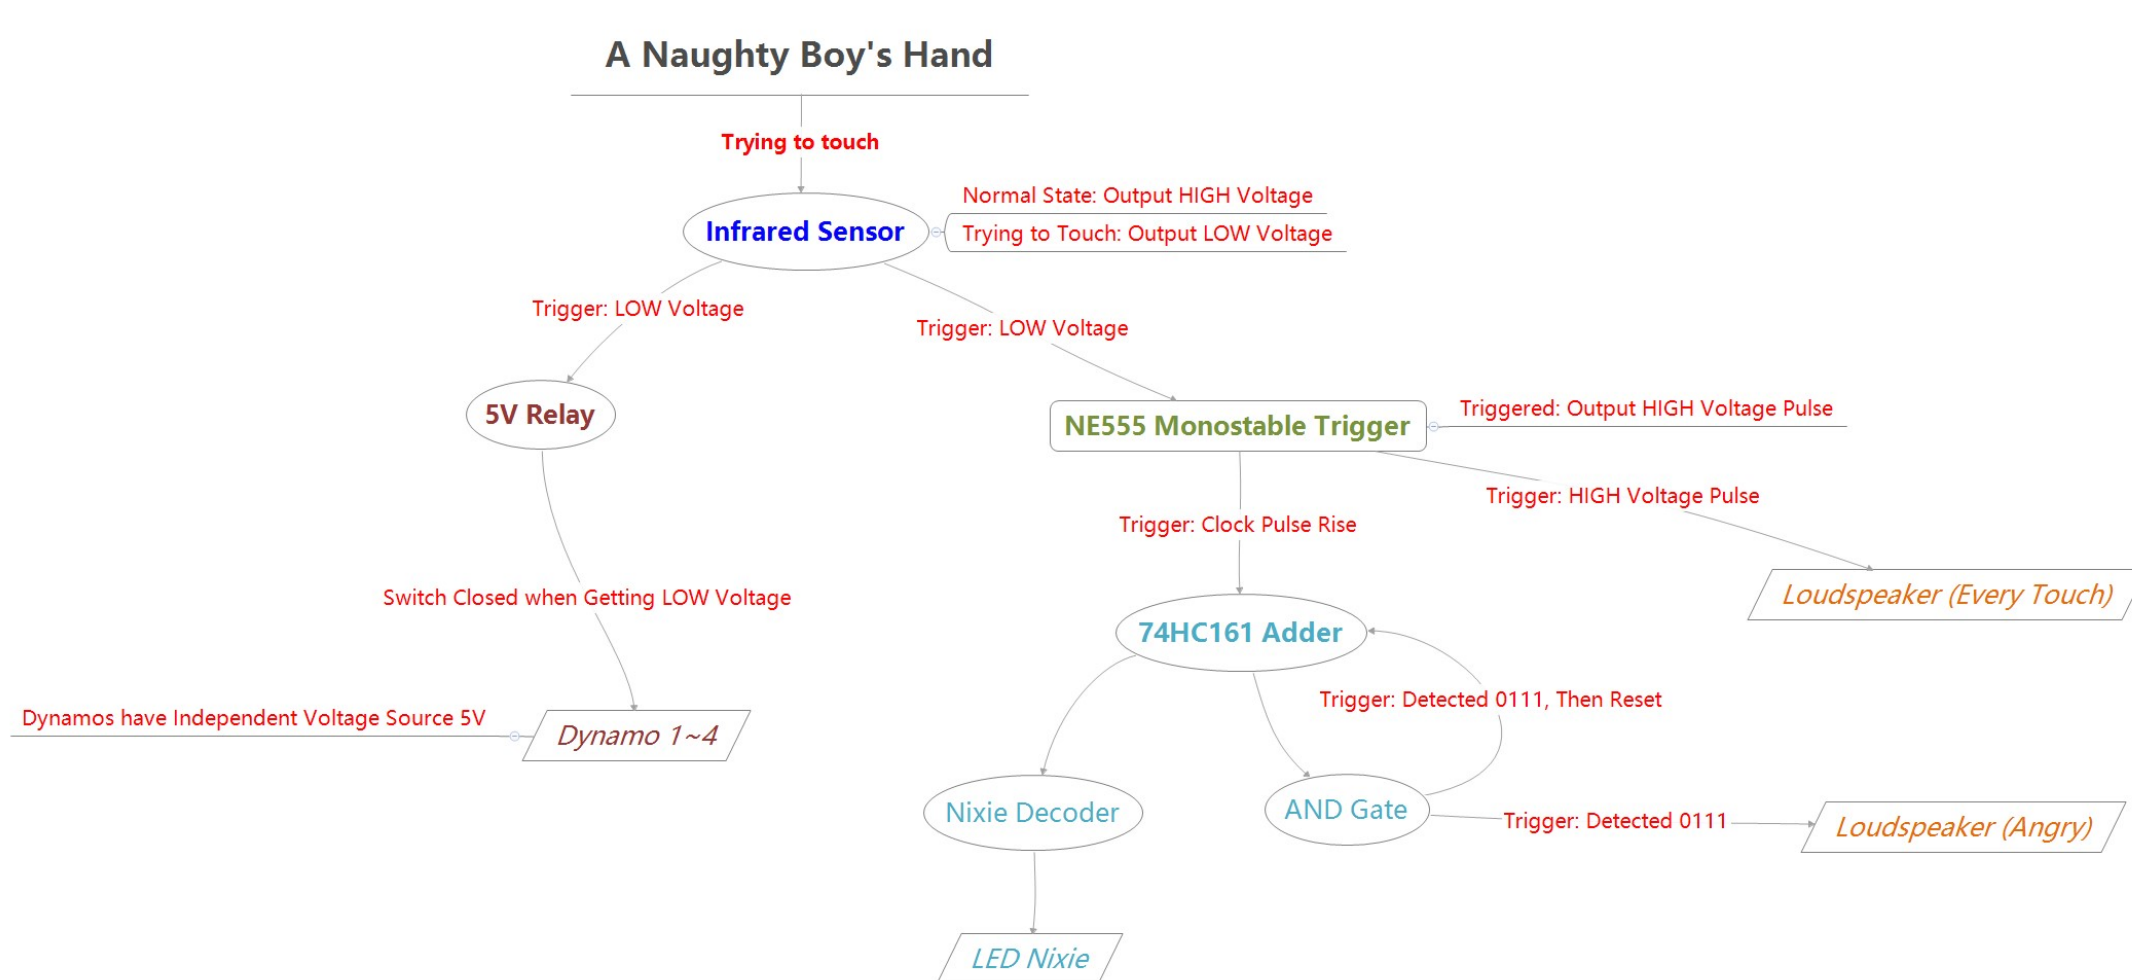 A Naughty Boy's Hand
Trying to touch
Infrared Sensor
Normal State: Output HIGH Voltage
Trying to Touch: Output LOW Voltage
Trigger: LOW Voltage
Trigger: LOW Voltage
5V Relay
NE555 Monostable Trigger
Triggered: Output HIGH Voltage Pulse
Trigger: HIGH Voltage Pulse
Trigger: Clock Pulse Rise
Switch Closed when Getting LOW Voltage
Loudspeaker (Every Touch)
74HC161 Adder
Trigger: Detected 0111, Then Reset
Dynamos have Independent Voltage Source 5V
Dynamo 1~4
Nixie Decoder
AND Gate
Trigger: Detected 0111
Loudspeaker (Angry)
LED Nixie